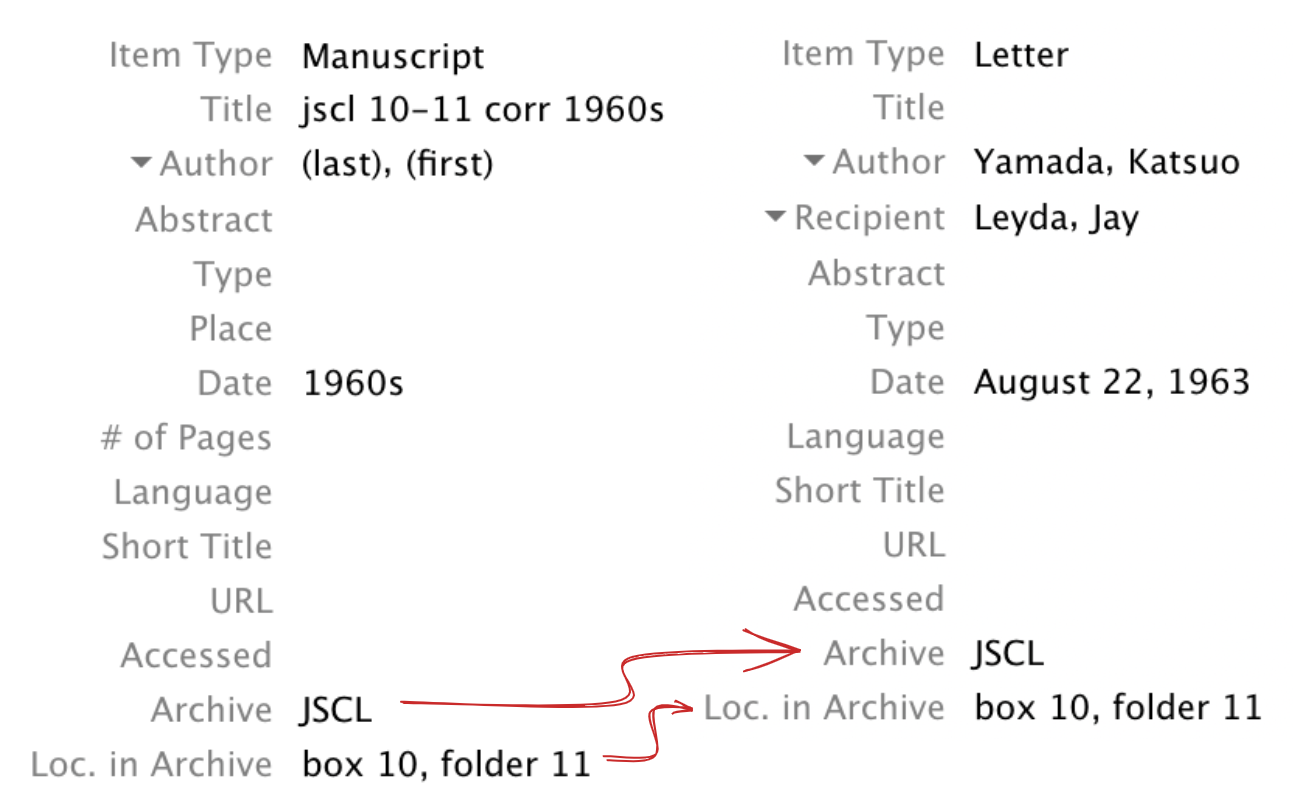 Item Type Manuscript
Title jscl 10-11 corr 1960s
Author (last), (first)
Abstract
Type
Place
Date 1960s
# of Pages
Language
Short Title
URL
Accessed
Archive JSCL
Loc. in Archive box 10, folder 11
Item Type Letter
Title
Author Yamada, Katsuo
Recipient Leyda, Jay
Abstract
Type
Date August 22, 1963
Language
Short Title
URL
Accessed
Archive JSCL
Loc. in Archive box 10, folder 11